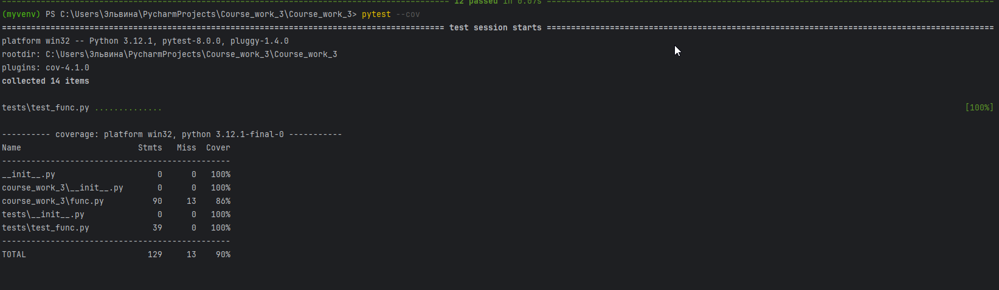 ============================================================================================ 12 passed in 0.07s ============================================================================================
(myvenv) PS C:\Users\Эльвина\PycharmProjects\Course_work_3\Course_work_3> pytest --cov
=========================================================================================== test session starts ============================================================================================
platform win32 -- Python 3.12.1, pytest-8.0.0, pluggy-1.4.0
rootdir: C:\Users\Эльвина\PycharmProjects\Course_work_3\Course_work_3
plugins: cov-4.1.0
collected 14 items
tests\test_func.py .............. [100%]
---------- coverage: platform win32, python 3.12.1-final-0 -----------
Name Stmts Miss Cover
-----------------------------------------------
__init__.py 0 0 100%
course_work_3\__init__.py 0 0 100%
course_work_3\func.py 90 13 86%
tests\__init__.py 0 0 100%
tests\test_func.py 39 0 100%
-----------------------------------------------
TOTAL 129 13 90%